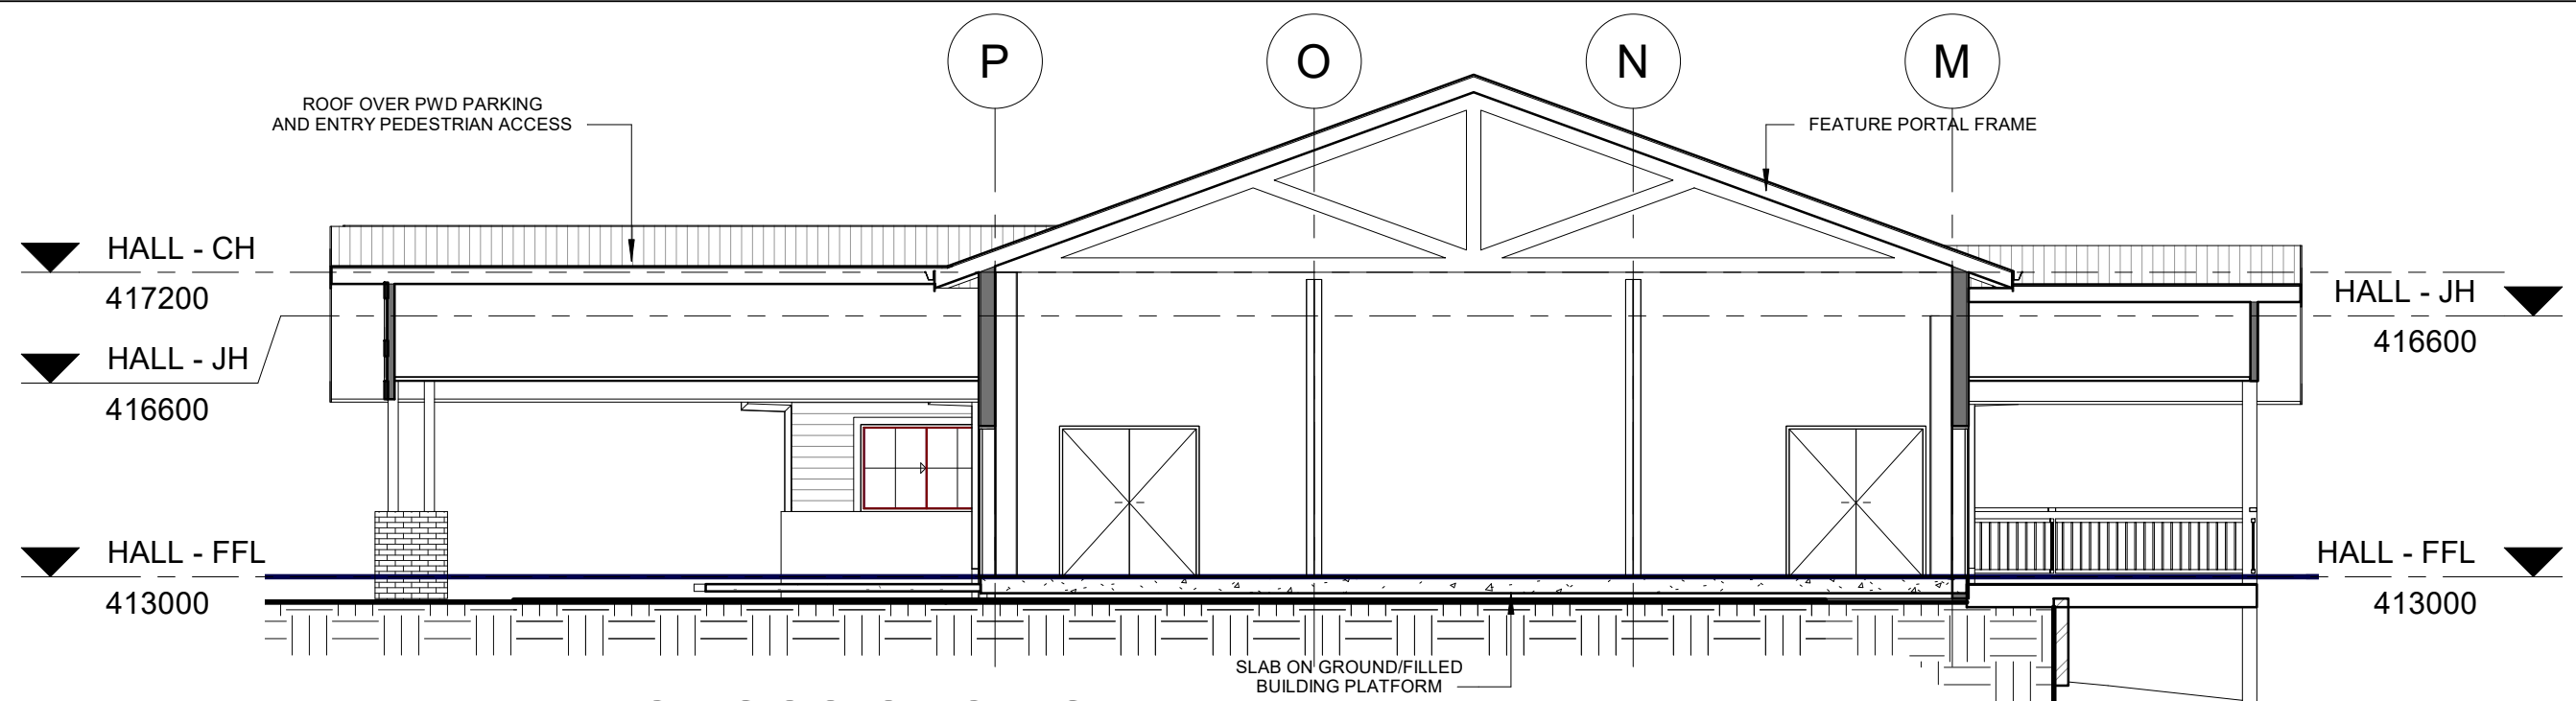 P
O
N
M
ROOF OVER PWD PARKING
AND ENTRY PEDESTRIAN ACCESS
FEATURE PORTAL FRAME
HALL - CH
417200
HALL - JH
416600
HALL - FFL
413000
HALL - JH
416600
HALL - FFL
413000
SLAB ON GROUND/FILLED
BUILDING PLATFORM